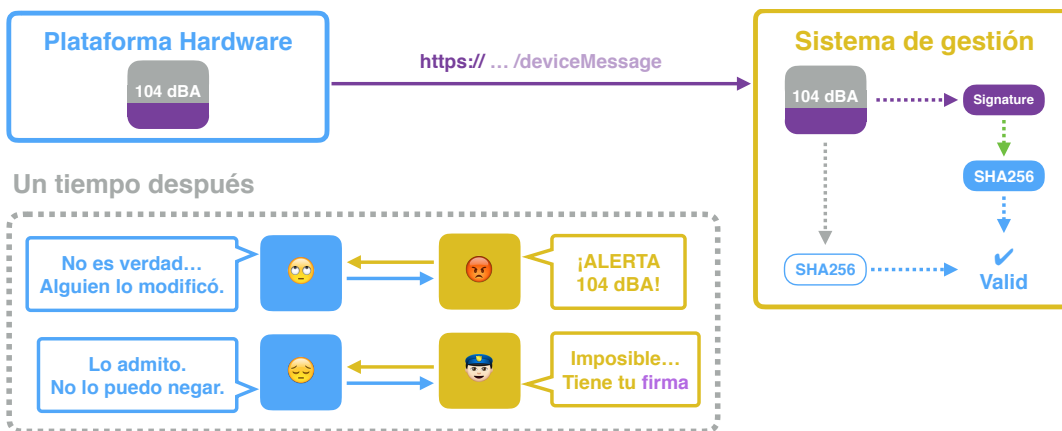 Plataforma Hardware
104 dBA
https:// … /deviceMessage
Sistema de gestión
104 dBA
Signature
SHA256
SHA256
Valid
Un tiempo después
No es verdad…
Alguien lo modificó.
¡ALERTA
104 dBA!
Lo admito.
No lo puedo negar.
Imposible…
Tiene tu firma